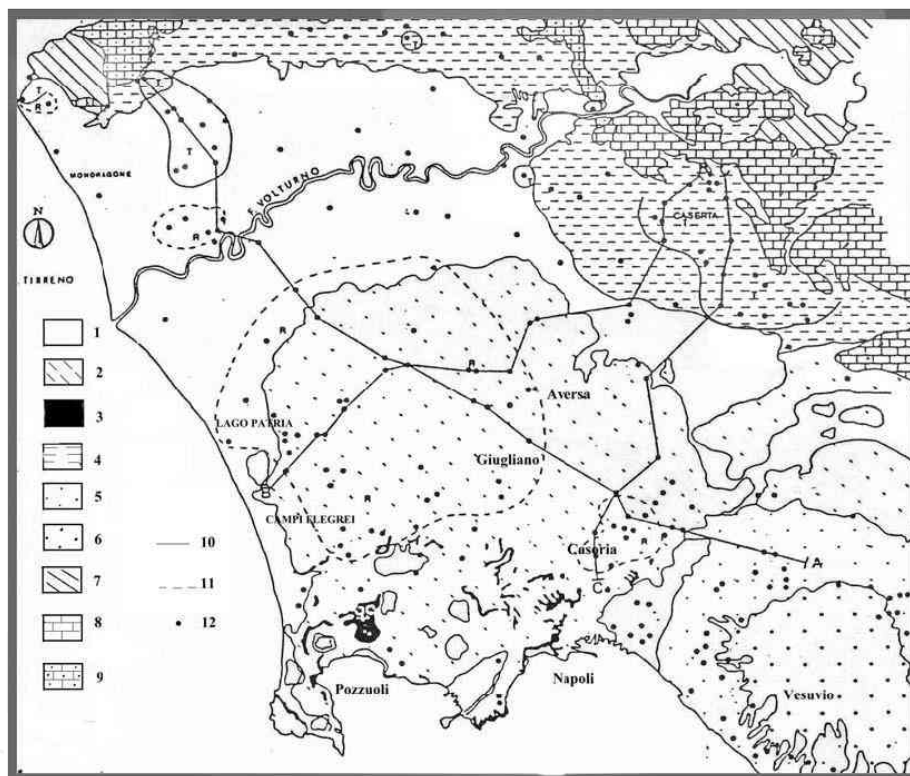 T
T
R
T
MONDRAGONE
F. VOLTURNO
T
N
L
CASERTA
R
TIRRENO
T
R
1
2
R
3
Aversa
LAGO PATRIA
4
Giugliano
B
5
R
CAMPI FLEGREI
6
10
R
Casoria
A
7
11
C
8
12
9
Pozzuoli
Napoli
Vesuvio